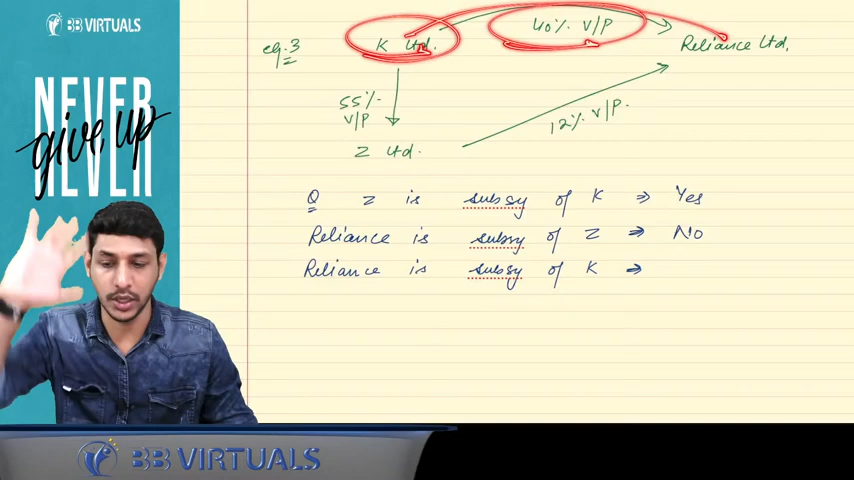 BB VIRTUALS
NEVER
give up
NEVER
eg.3
K Ltd.
40% V/P
Reliance Ltd.
55%
V/P
12% V/P.
Z Ltd.
Q Z is subsy of K ⇒ Yes
Reliance is subsy of Z ⇒ No
Reliance is subsy of K ⇒
BB VIRTUALS